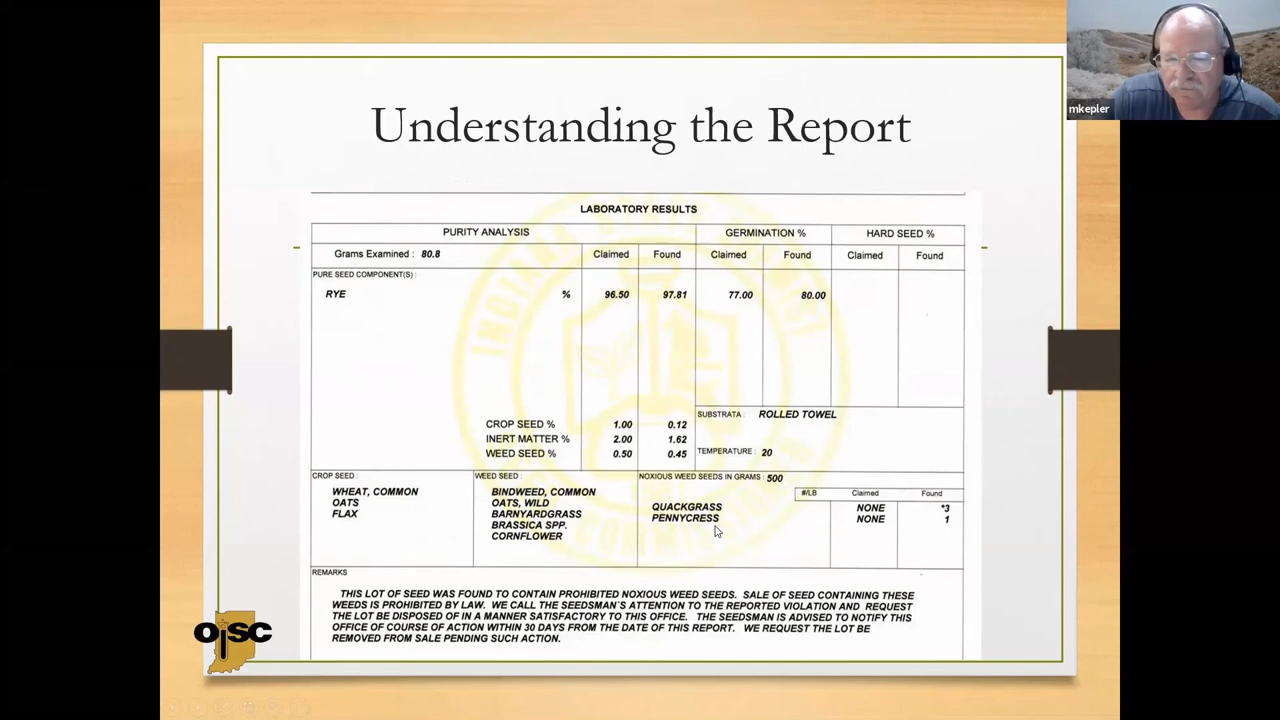 mkepler
Understanding the Report
LABORATORY RESULTS
PURITY ANALYSIS GERMINATION % HARD SEED %
Grams Examined : 80.8 Claimed Found Claimed Found Claimed Found
PURE SEED COMPONENT(S) :
RYE % 96.50 97.81 77.00 80.00
SUBSTRATA : ROLLED TOWEL
CROP SEED % 1.00 0.12
INERT MATTER % 2.00 1.62
WEED SEED % 0.50 0.45
TEMPERATURE : 20
CROP SEED : WEED SEED : NOXIOUS WEED SEEDS IN GRAMS : 500
#/LB Claimed Found
WHEAT, COMMON BINDWEED, COMMON
OATS OATS, WILD QUACKGRASS NONE *3
FLAX BARNYARDGRASS PENNYCRESS NONE 1
BRASSICA SPP.
CORNFLOWER
REMARKS
THIS LOT OF SEED WAS FOUND TO CONTAIN PROHIBITED NOXIOUS WEED SEEDS. SALE OF SEED CONTAINING THESE
WEEDS IS PROHIBITED BY LAW. WE CALL THE SEEDSMAN`S ATTENTION TO THE REPORTED VIOLATION AND REQUEST
THE LOT BE DISPOSED OF IN A MANNER SATISFACTORY TO THIS OFFICE. THE SEEDSMAN IS ADVISED TO NOTIFY THIS
OFFICE OF COURSE OF ACTION WITHIN 30 DAYS FROM THE DATE OF THIS REPORT. WE REQUEST THE LOT BE
REMOVED FROM SALE PENDING SUCH ACTION.
OISC